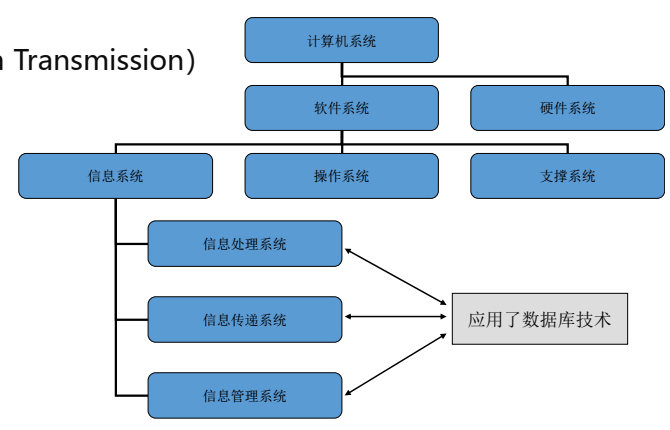 n Transmission)
计算机系统
软件系统
硬件系统
信息系统
操作系统
支撑系统
信息处理系统
信息传递系统
应用了数据库技术
信息管理系统